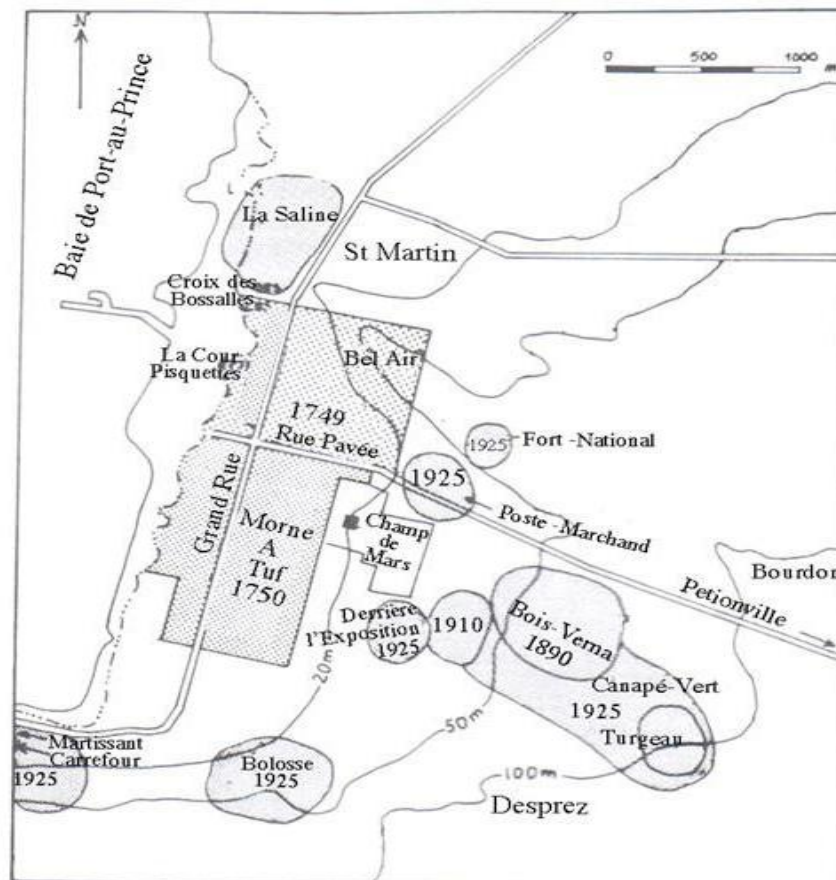 N
0 500 1000 m
Baie de Port-au-Prince
La Saline
St Martin
Croix des
Bossalles
La Cour
Pisquettes
Bel Air
1749
Rue Pavée
1925
Fort -National
1925
Poste -Marchand
Grand Rue
Morne
A
Tuf
1750
Champ
de
Mars
Bourdon
Petionville
Derrière
l'Exposition
1925
1910
Bois-Verna
1890
Canapé-Vert
1925
Turgeau
20m
50m
100m
Martissant
Carrefour
1925
Bolosse
1925
Desprez